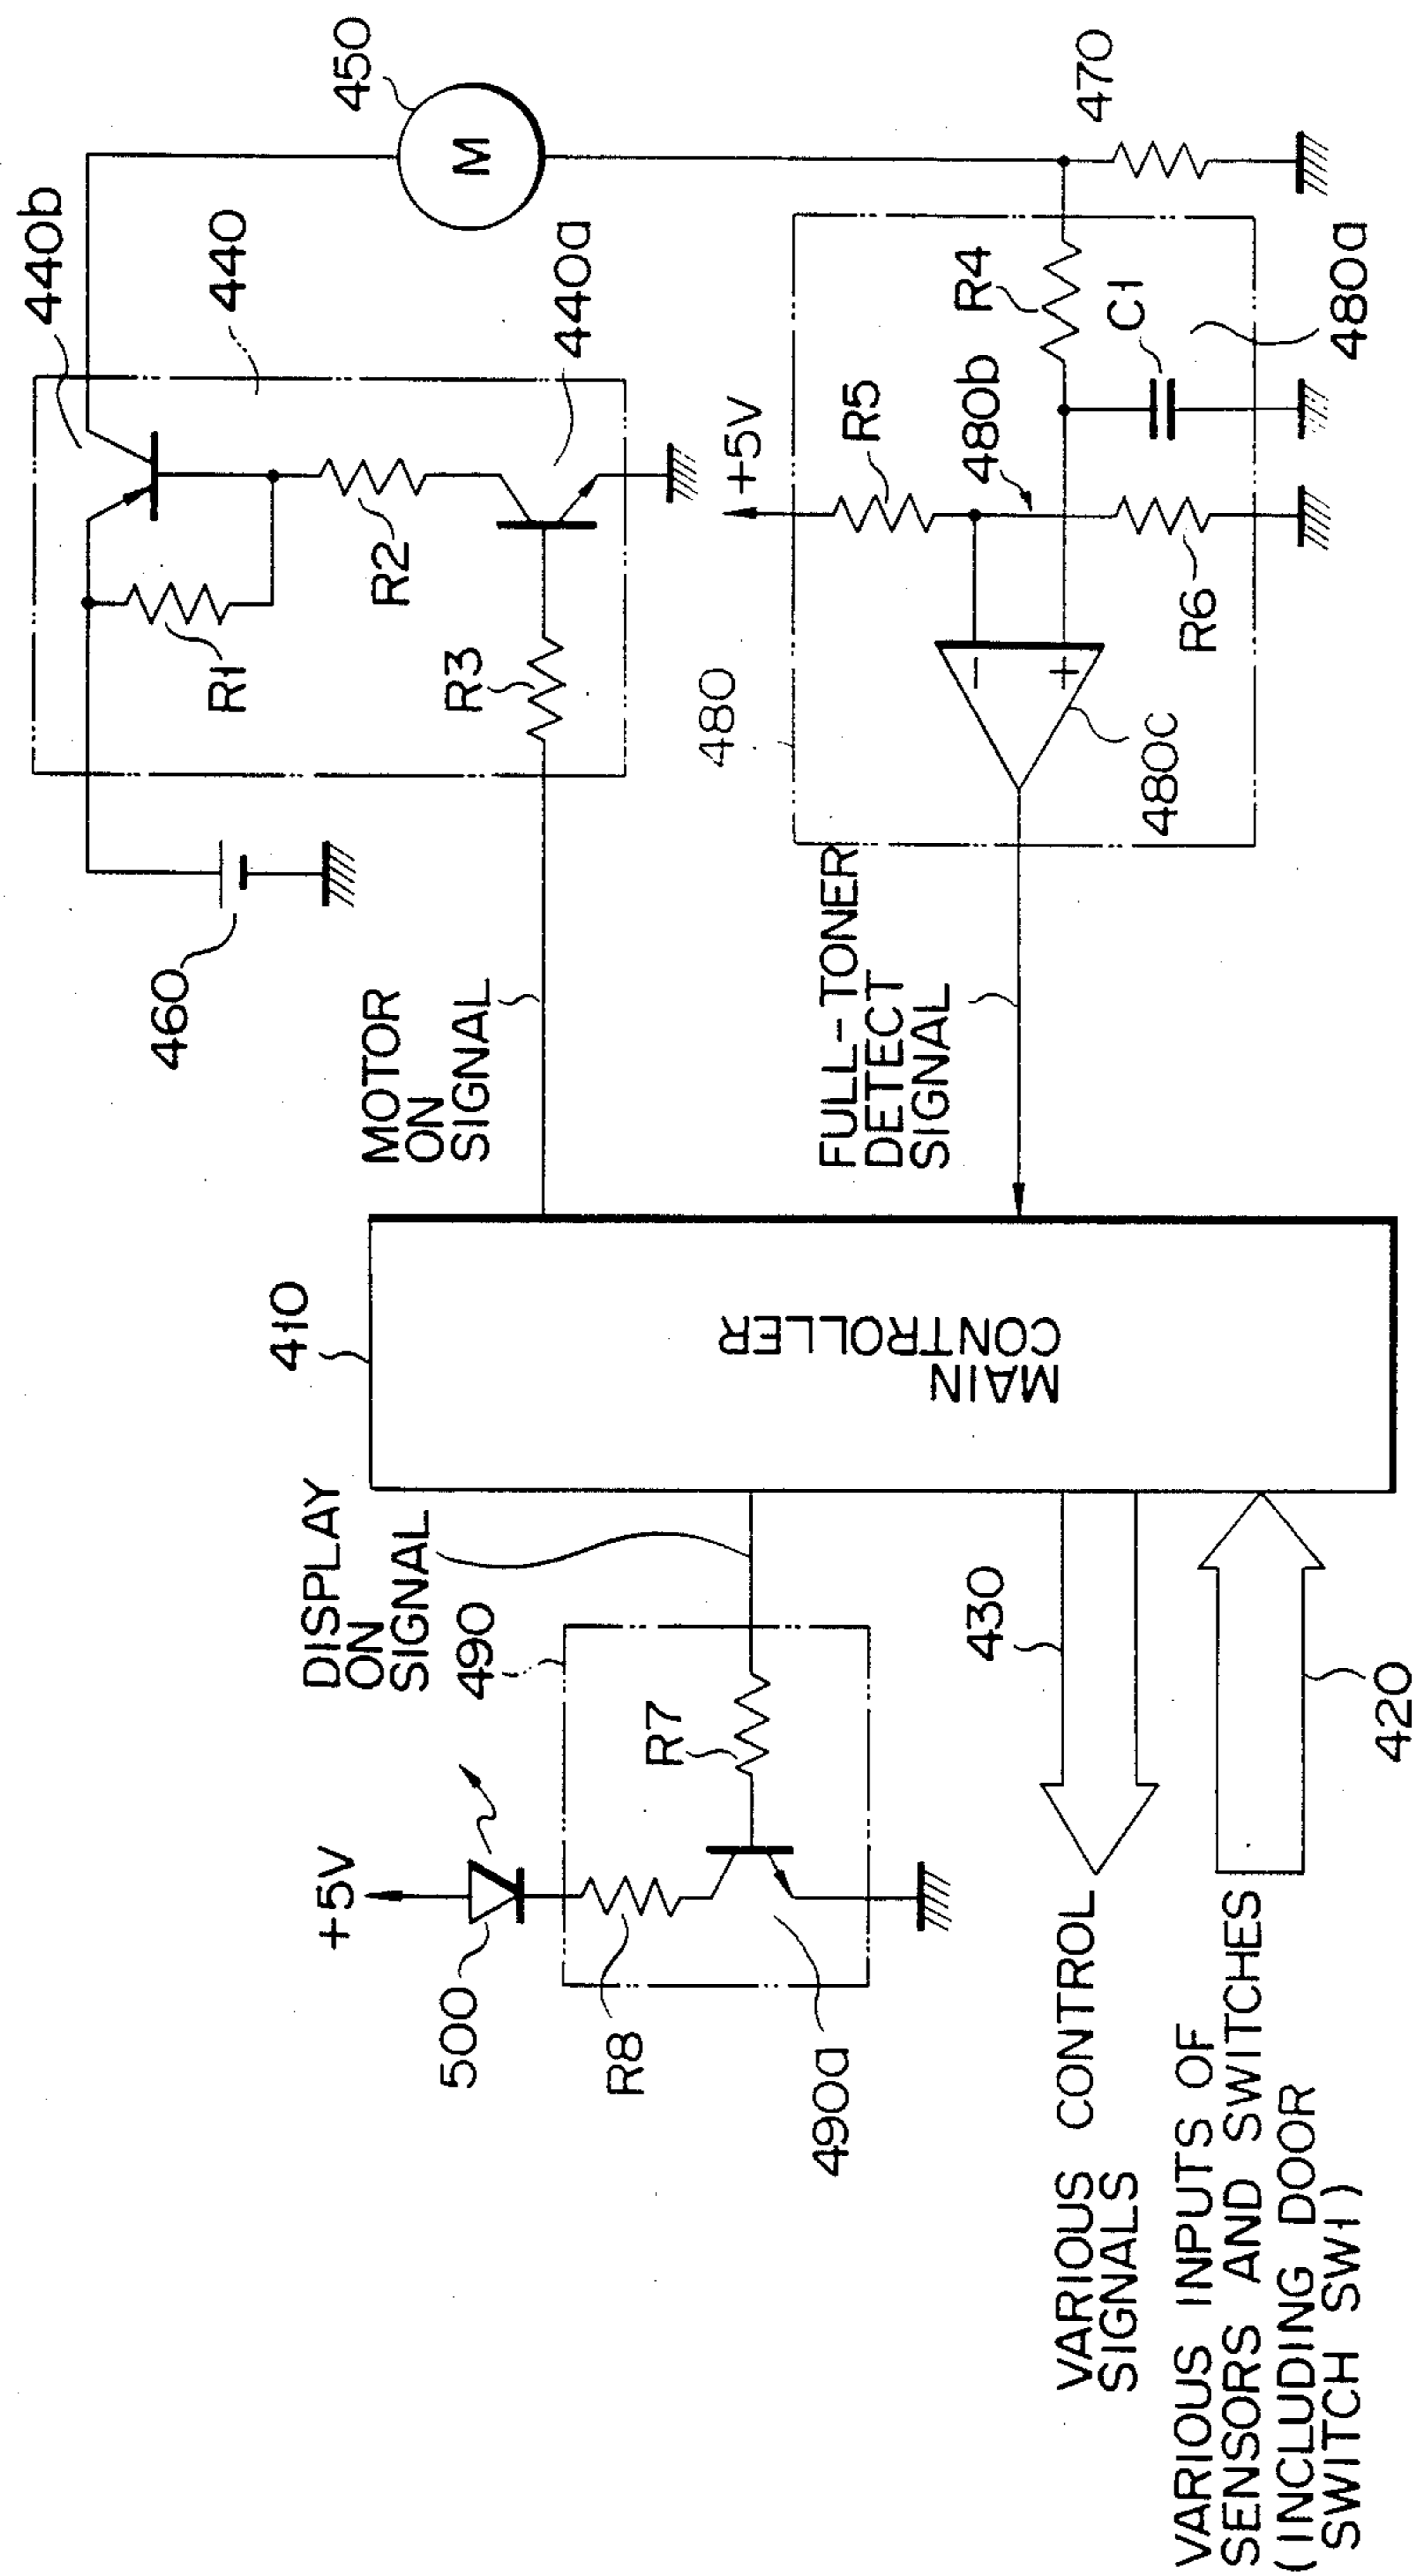 440b
440
450
M
440a
R1
R2
R3
460
MOTOR
ON
SIGNAL
+5V
R5
480b
R4
C1
470
480a
R6
480
480c
-
+
FULL-TONER
DETECT
SIGNAL
410
MAIN
CONTROLLER
DISPLAY
ON
SIGNAL
490
R7
+5V
500
R8
490a
430
420
VARIOUS CONTROL
SIGNALS
VARIOUS INPUTS OF
SENSORS AND SWITCHES
(INCLUDING DOOR
SWITCH SW1)